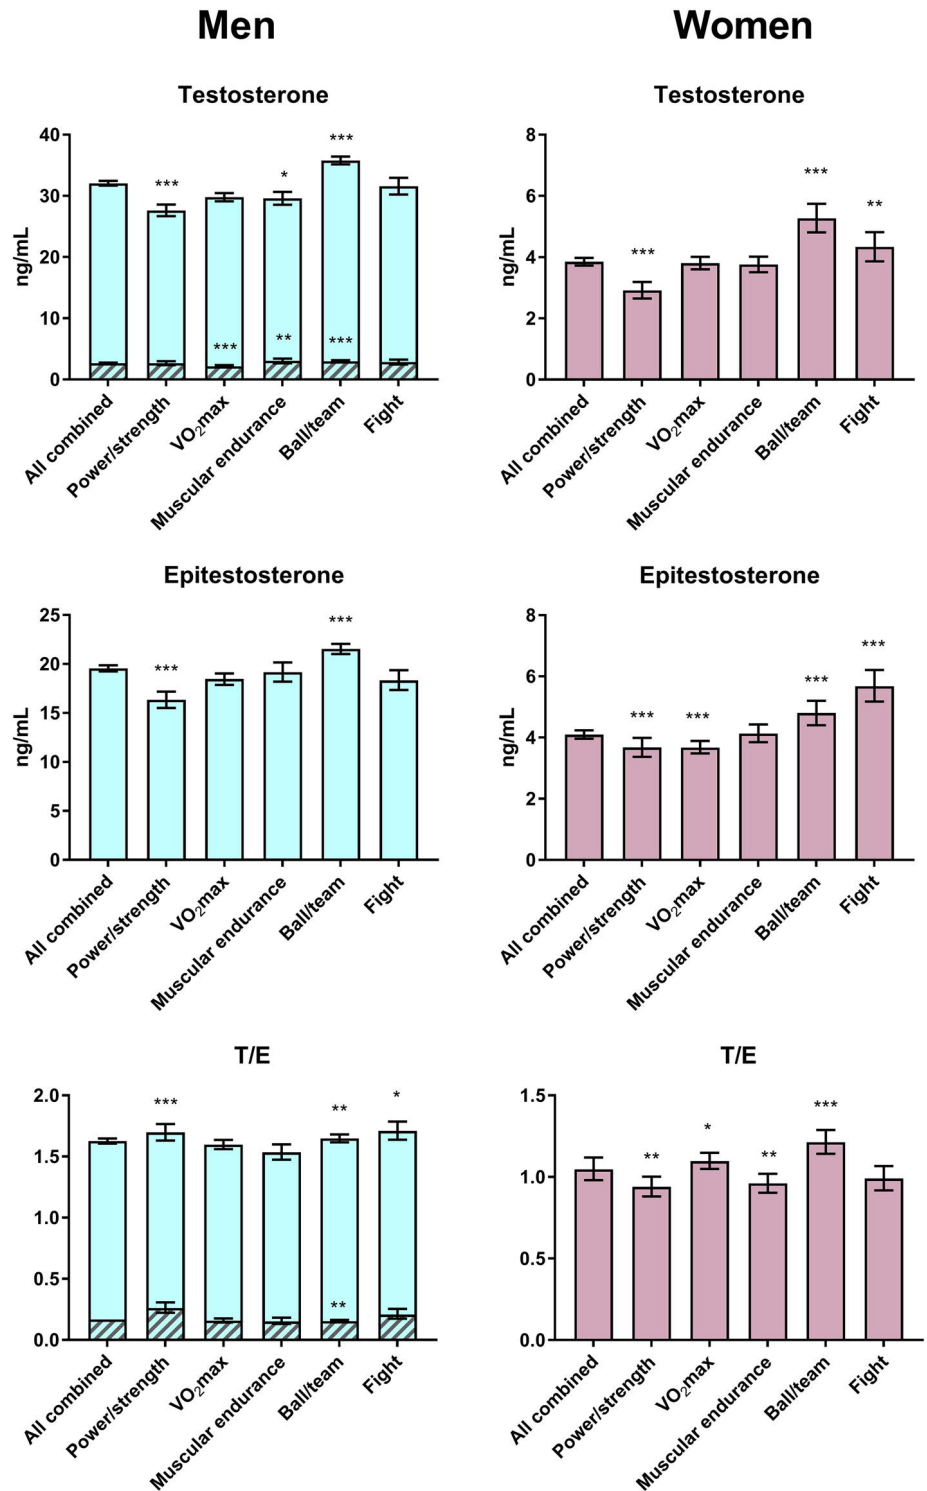 Men
Women
Testosterone
ng/mL
40
30
20
10
0
***
***
*
**
***
***
All combined
Power/strength
VO₂max
Muscular endurance
Ball/team
Fight
Testosterone
ng/mL
8
6
4
2
0
***
***
**
All combined
Power/strength
VO₂max
Muscular endurance
Ball/team
Fight
Epitestosterone
ng/mL
25
20
15
10
5
0
***
***
All combined
Power/strength
VO₂max
Muscular endurance
Ball/team
Fight
Epitestosterone
ng/mL
8
6
4
2
0
***
***
***
***
All combined
Power/strength
VO₂max
Muscular endurance
Ball/team
Fight
T/E
2.0
1.5
1.0
0.5
0.0
***
**
**
*
All combined
Power/strength
VO₂max
Muscular endurance
Ball/team
Fight
T/E
1.5
1.0
0.5
0.0
**
*
**
***
All combined
Power/strength
VO₂max
Muscular endurance
Ball/team
Fight